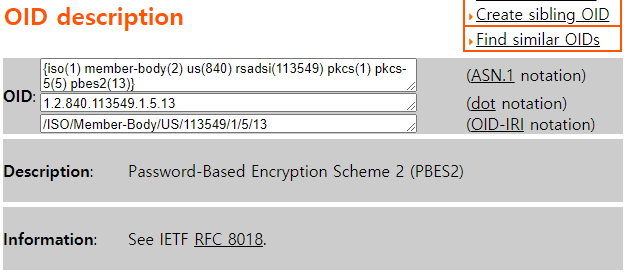 OID description
Create sibling OID
Find similar OIDs
OID:
{iso(1) member-body(2) us(840) rsadsi(113549) pkcs(1) pkcs-
5(5) pbes2(13)}
(ASN.1 notation)
1.2.840.113549.1.5.13
(dot notation)
/ISO/Member-Body/US/113549/1/5/13
(OID-IRI notation)
Description: Password-Based Encryption Scheme 2 (PBES2)
Information: See IETF RFC 8018.